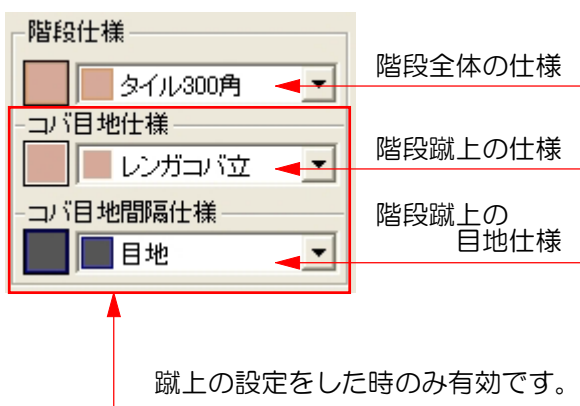 階段仕様
タイル300角
階段全体の仕様
コバ目地仕様
レンガコバ立
階段蹴上の仕様
コバ目地間隔仕様
目地
階段蹴上の
目地仕様
蹴上の設定をした時のみ有効です。